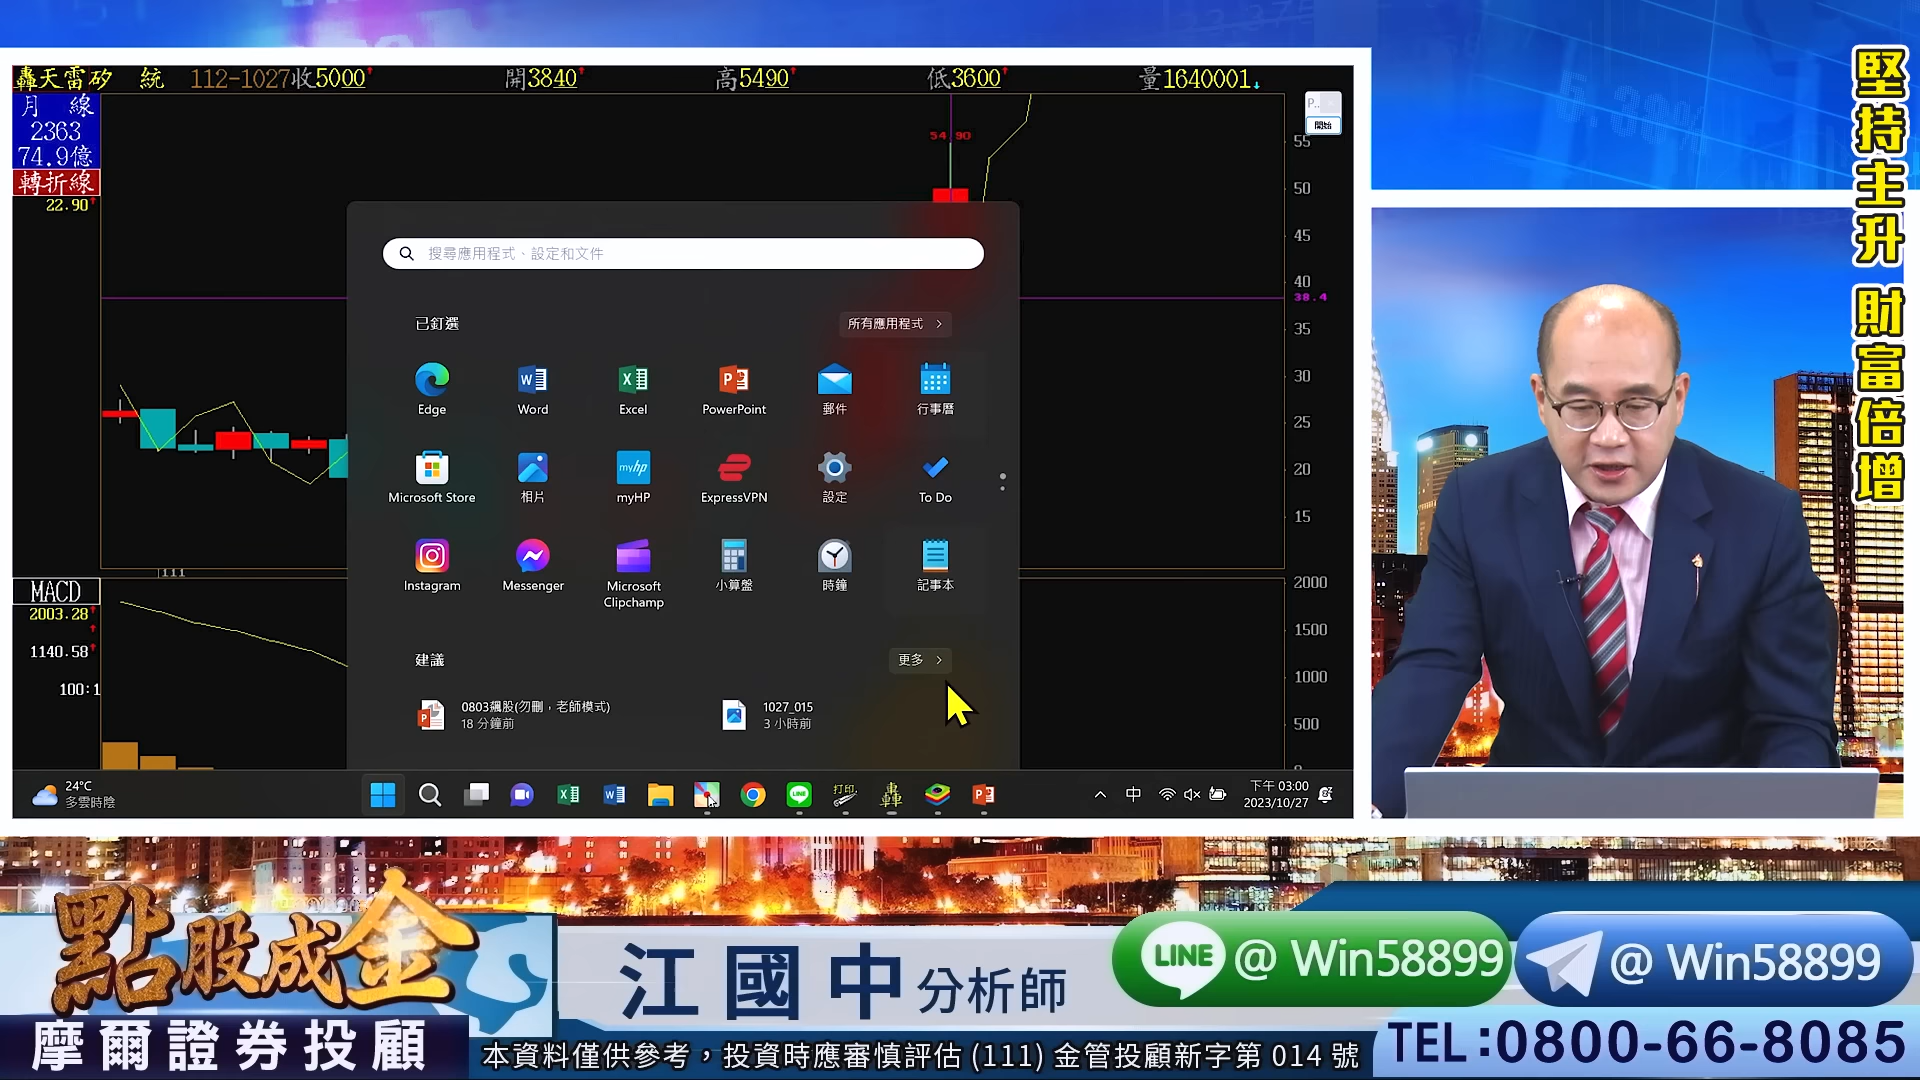 轟天雷矽 統 112-1027收5000 開3840 高5490 低3600 量1640001
月 線
2363
74.9億
轉折線
22.90
54.90
P..
開始
55
50
45
40
38.4
35
30
25
20
15
111
MACD
2003.28
1140.58
100:1
2000
1500
1000
500
搜尋應用程式、設定和文件
已釘選
所有應用程式 >
Edge Word Excel PowerPoint 郵件 行事曆
Microsoft Store 相片 myHP ExpressVPN 設定 To Do
Instagram Messenger Microsoft Clipchamp 小算盤 時鐘 記事本
建議
更多 >
0803飆股(勿刪，老師模式)
18 分鐘前
1027_015
3 小時前
24°C
多雲時陰
打印.
轟
中
下午 03:00
2023/10/27
堅持主升 財富倍增
點股成金
摩爾證券投顧
江國中 分析師
LINE @ Win58899
@ Win58899
TEL:0800-66-8085
本資料僅供參考，投資時應審慎評估 (111) 金管投顧新字第 014 號